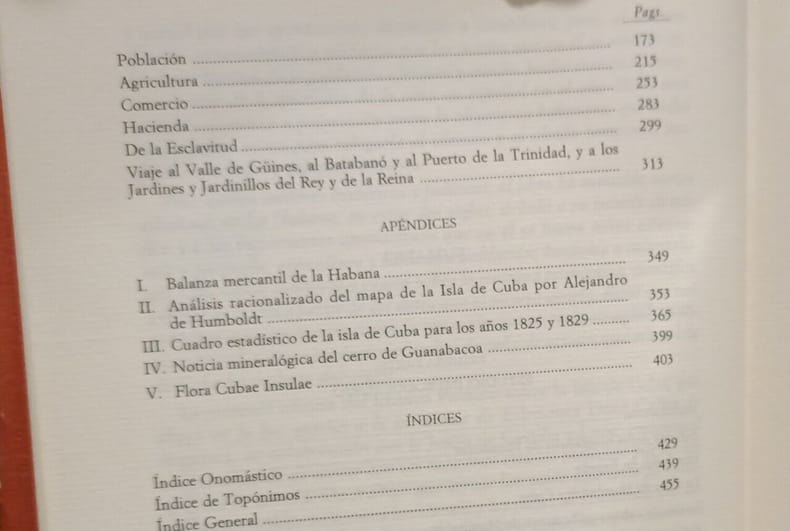 Pags
Población ........ 173
Agricultura ........ 215
Comercio ........ 253
Hacienda ........ 283
De la Esclavitud ........ 299
Viaje al Valle de Güines, al Batabanó y al Puerto de la Trinidad, y a los
Jardines y Jardinillos del Rey y de la Reina ........ 313
APÉNDICES
I. Balanza mercantil de la Habana ........ 349
II. Análisis racionalizado del mapa de la Isla de Cuba por Alejandro
de Humboldt ........ 353
III. Cuadro estadístico de la isla de Cuba para los años 1825 y 1829 ........ 365
IV. Noticia mineralógica del cerro de Guanabacoa ........ 399
V. Flora Cubae Insulae ........ 403
ÍNDICES
Índice Onomástico ........ 429
Índice de Topónimos ........ 439
Índice General ........ 455